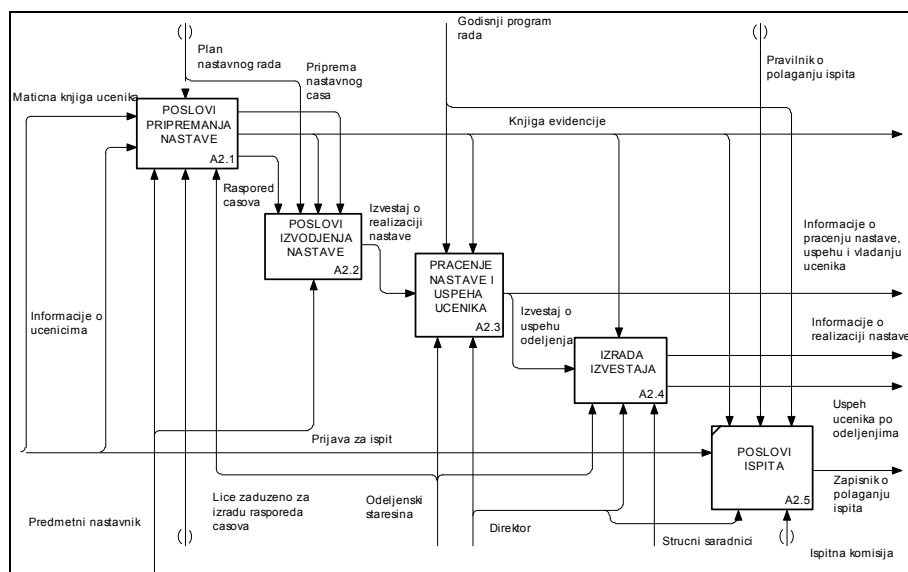 Godisnji program
rada
Plan
nastavnog rada
Priprema
nastavnog
casa
Pravilnik o
polaganju ispita
Maticna knjiga ucenika
POSLOVI
PRIPREMANJA
NASTAVE
A2.1
Knjiga evidencije
Raspored
casova
POSLOVI
IZVODJENJA
NASTAVE
A2.2
Izvestaj o
realizaciji
nastave
Informacije o
pracenju nastave,
uspehu i vladanju
ucenika
PRACENJE
NASTAVE I
USPEHA
UCENIKA
A2.3
Informacije o
ucenicima
Izvestaj o
uspehu
odeljenja
Informacije o
realizaciji nastave
IZRADA
IZVESTAJA
A2.4
Uspeh
ucenika po
odeljenjima
Prijava za ispit
POSLOVI
ISPITA
A2.5
Zapisnik o
polaganju
ispita
Predmetni nastavnik
Lice zaduzeno za
izradu rasporeda
casova
Odeljenski
staresina
Direktor
Strucni saradnici
Ispitna komisija